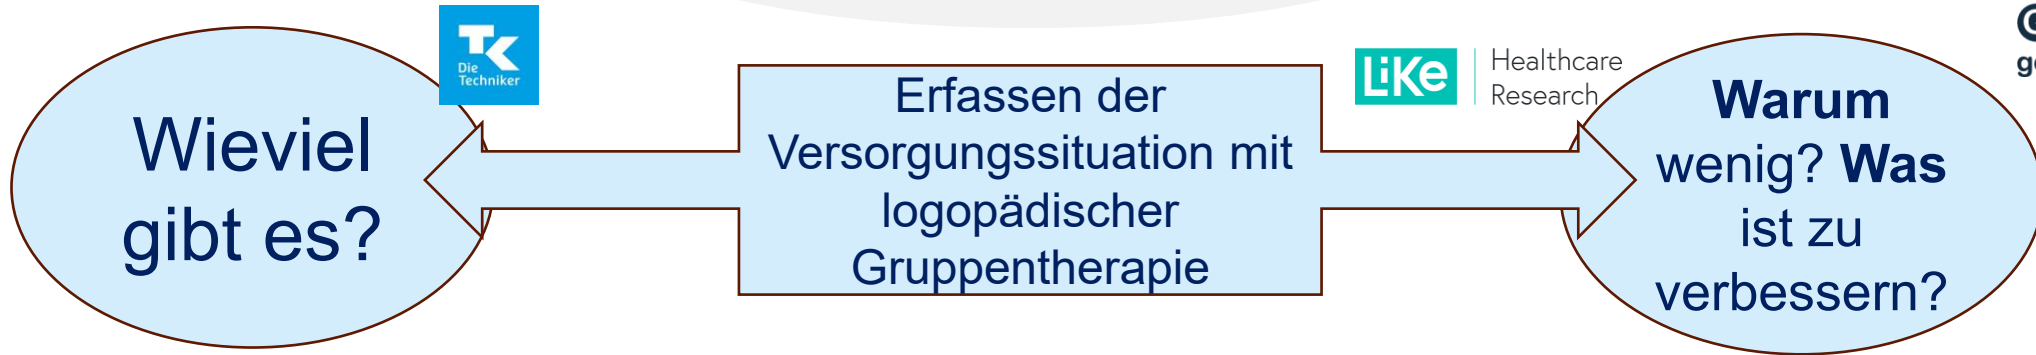 Wieviel
gibt es?
TK
Die
Techniker
Erfassen der
Versorgungssituation mit
logopädischer
Gruppentherapie
LiKe
Healthcare
Research
Warum
wenig? Was
ist zu
verbessern?